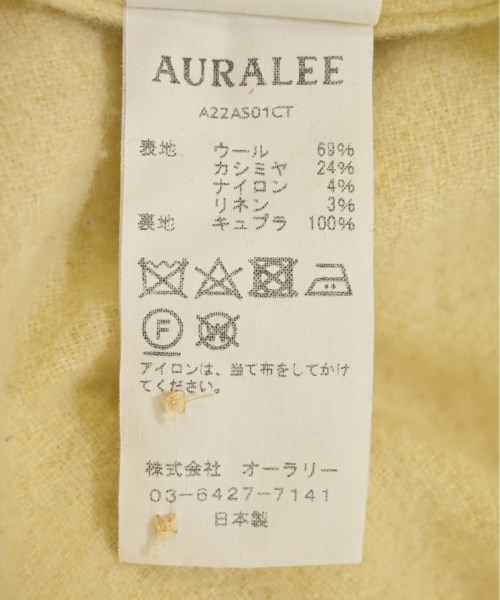 AURALEE
A22AS01CT
表地 ウール 69%
カシミヤ 24%
ナイロン 4%
リネン 3%
裏地 キュプラ 100%
F
W
アイロンは、当て布をしてかけ
てください。
株式会社 オーラリー
03-6427-7141
日本製